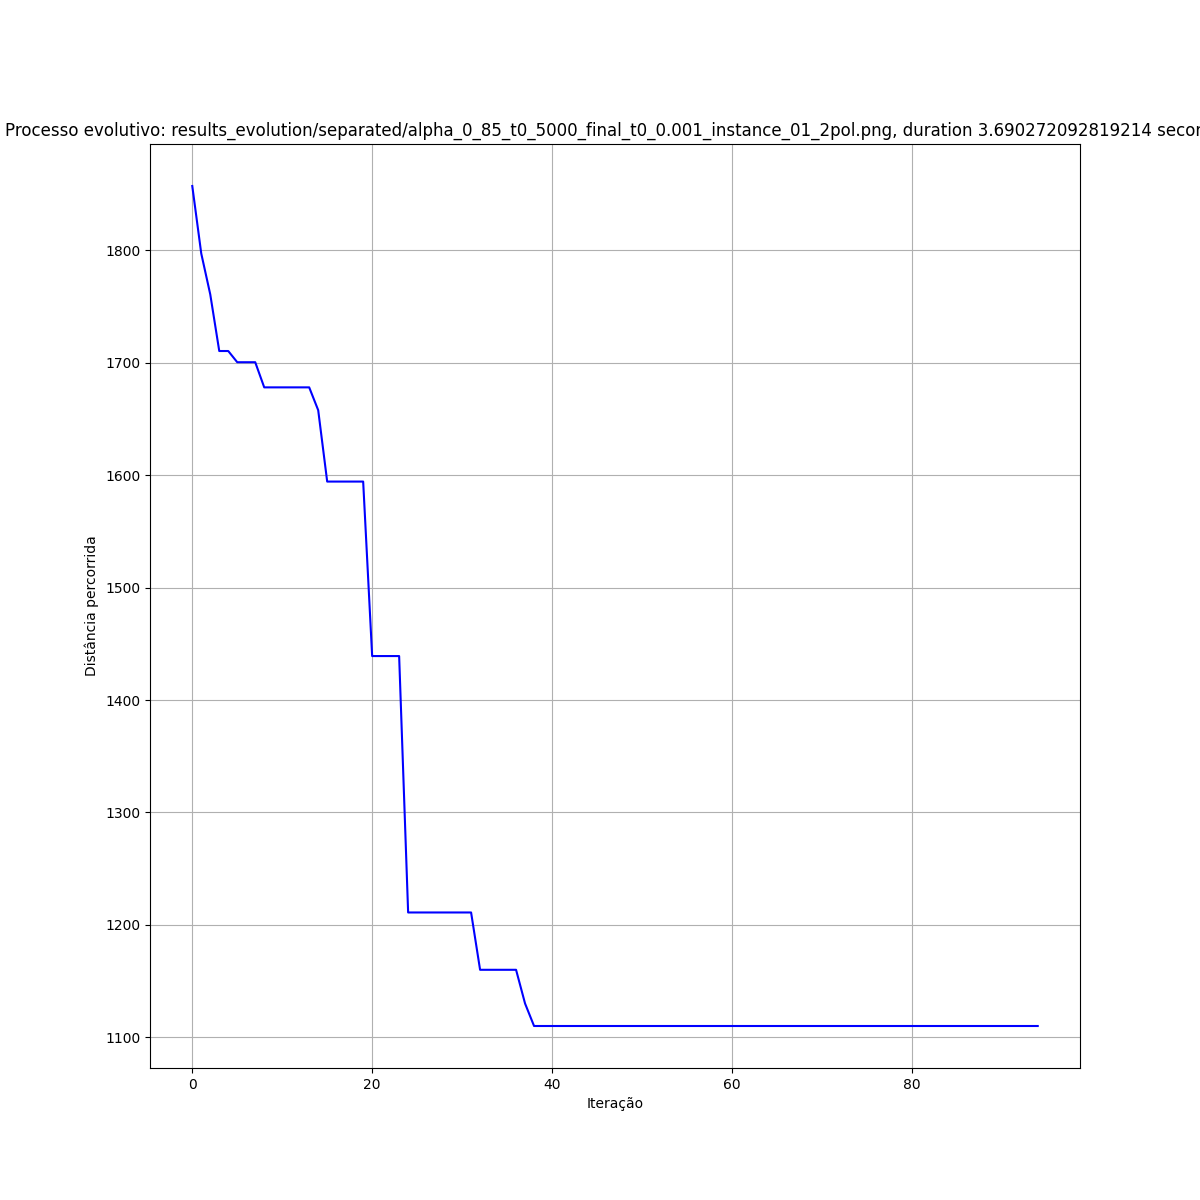 Processo evolutivo: results_evolution/separated/alpha_0_85_t0_5000_final_t0_0.001_instance_01_2pol.png, duration 3.690272092819214 secor
1800
1700
1600
1500
1400
1300
1200
1100
Distância percorrida
0 20 40 60 80
Iteração